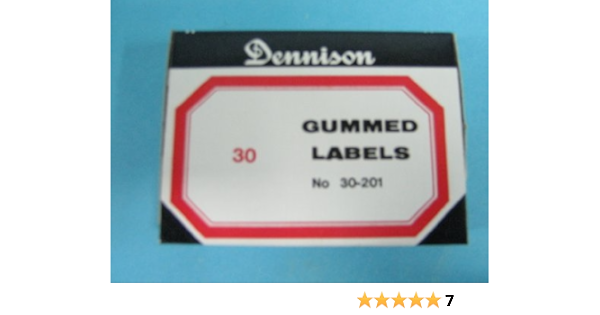 Dennison
GUMMED
30 LABELS
No 30-201
7